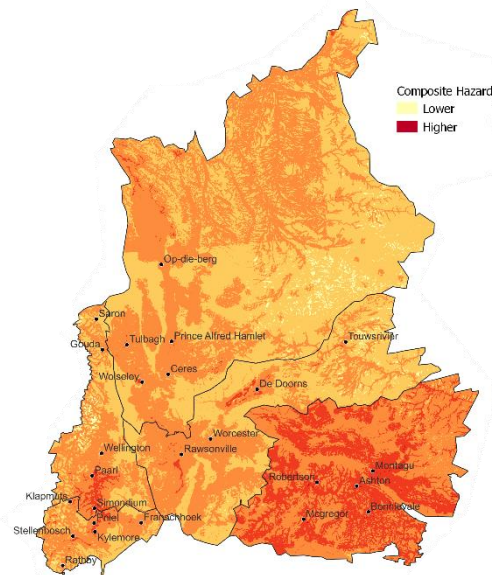 Composite Hazard
Lower
Higher
Op-die-berg
Saron
Gouda
Tulbagh
Prince Alfred Hamlet
Touwsrivier
Ceres
Wolseley
De Doorns
Worcester
Wellington
Rawsonville
Paarl
Montagu
Robertson
Ashton
Klapmuts
Simondium
Bonnievale
Mcgregor
Pniel
Franschhoek
Stellenbosch
Kylemore
Raithby